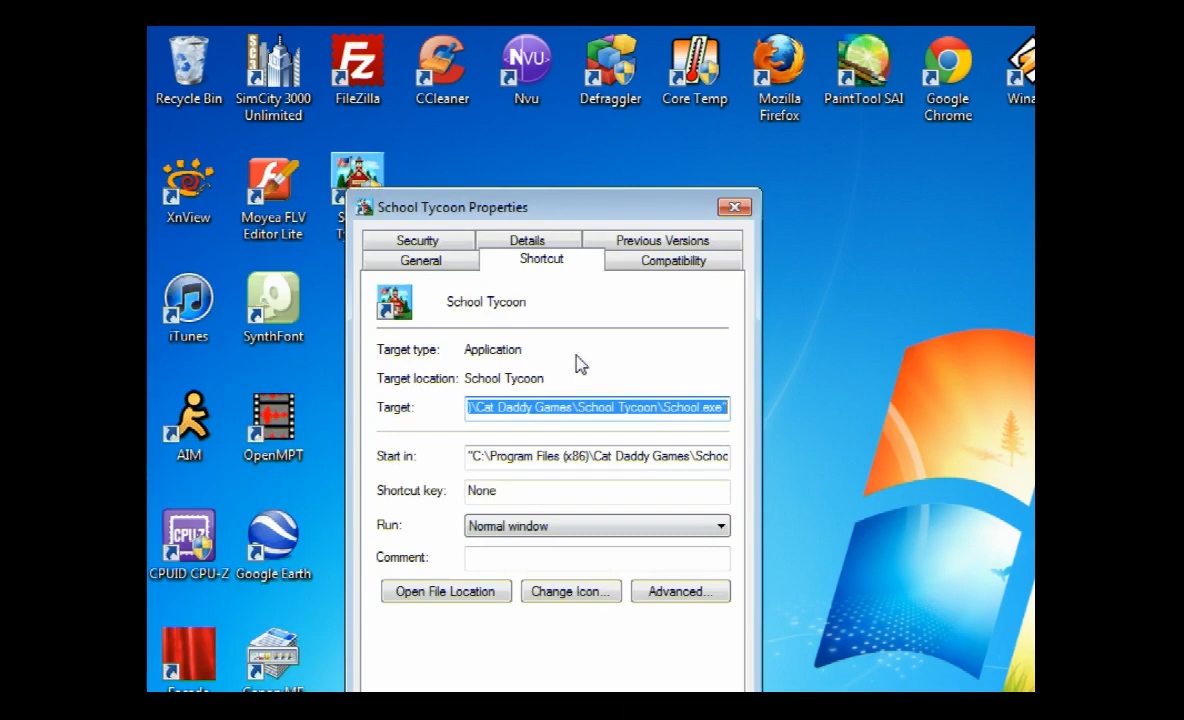 Recycle Bin
SimCity 3000
Unlimited
FileZilla
CCleaner
Nvu
Defraggler
Core Temp
Mozilla
Firefox
PaintTool SAI
Google
Chrome
Wina
XnView
Moyea FLV
Editor Lite
iTunes
SynthFont
AIM
OpenMPT
CPUID CPU-Z
Google Earth
School Tycoon Properties
Security
Details
Previous Versions
General
Shortcut
Compatibility
School Tycoon
Target type: Application
Target location: School Tycoon
Target: )\Cat Daddy Games\School Tycoon\School.exe"
Start in: "C:\Program Files (x86)\Cat Daddy Games\Schoo
Shortcut key: None
Run: Normal window
Comment:
Open File Location
Change Icon...
Advanced...